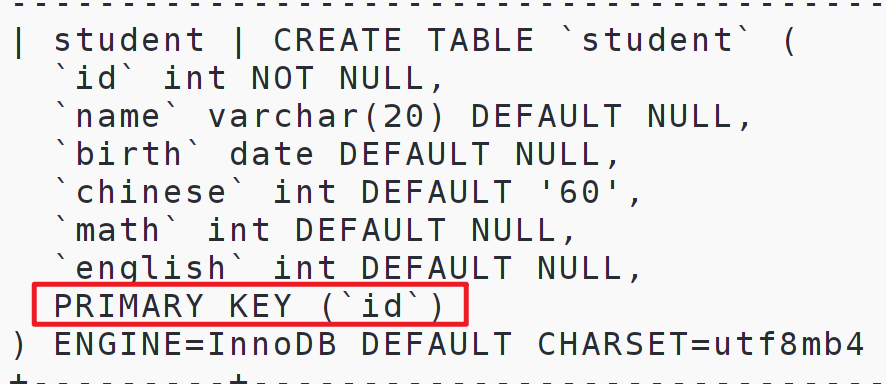 | student | CREATE TABLE `student` (
  `id` int NOT NULL,
  `name` varchar(20) DEFAULT NULL,
  `birth` date DEFAULT NULL,
  `chinese` int DEFAULT '60',
  `math` int DEFAULT NULL,
  `english` int DEFAULT NULL,
  PRIMARY KEY (`id`)
) ENGINE=InnoDB DEFAULT CHARSET=utf8mb4